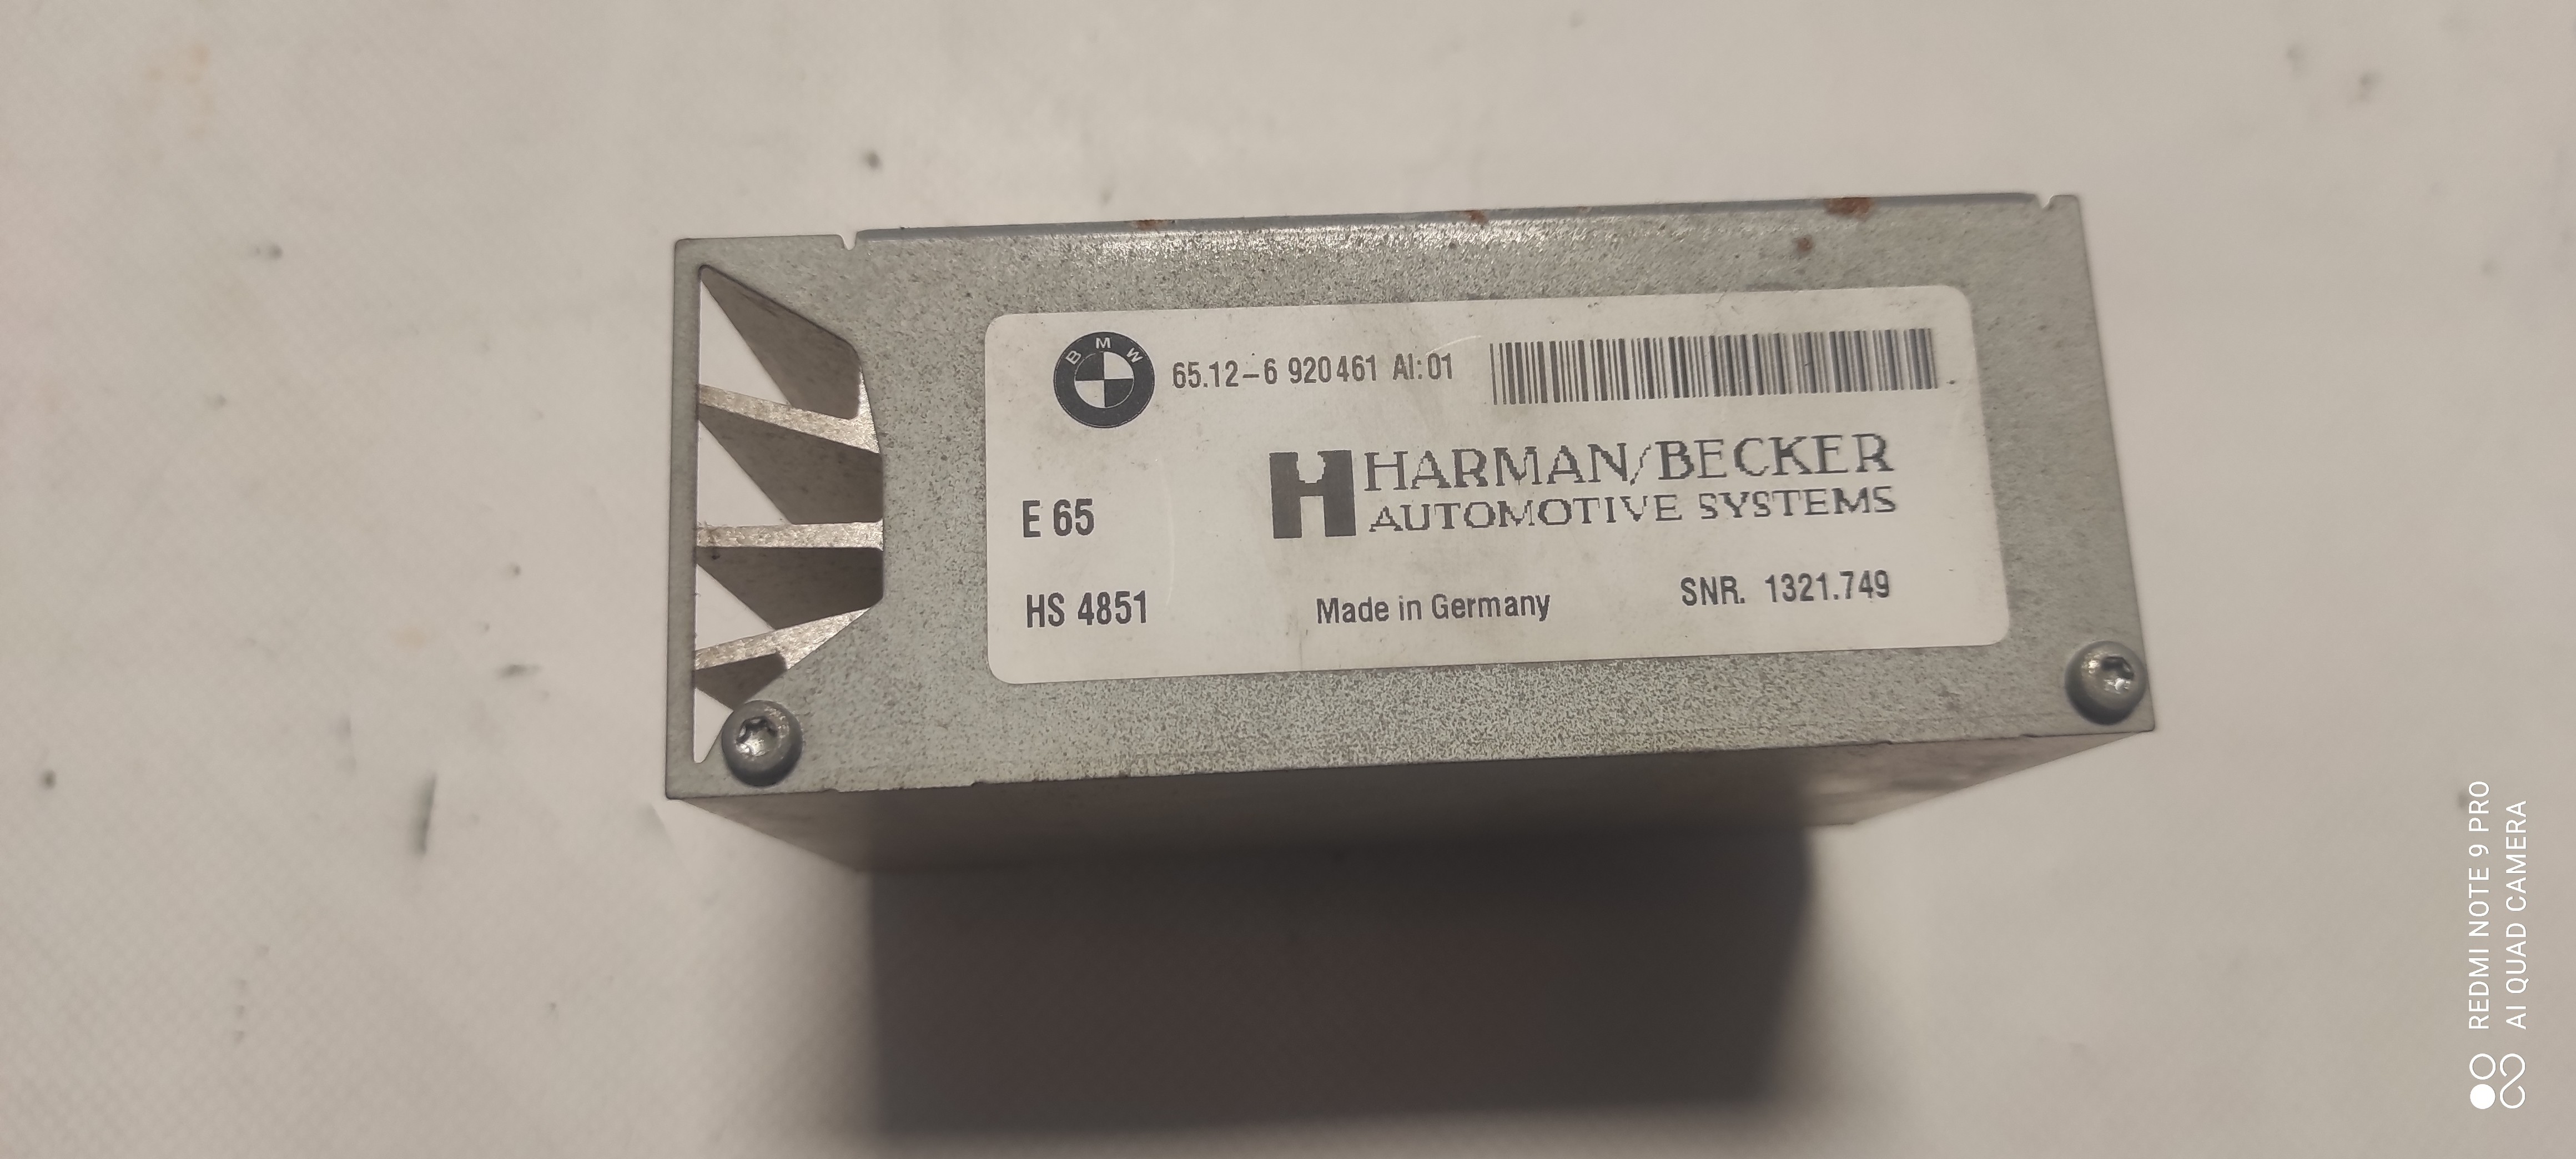 BMW
65.12-6 920461 AI:01
HARMAN/BECKER
AUTOMOTIVE SYSTEMS
E 65
HS 4851
Made in Germany
SNR. 1321.749
REDMI NOTE 9 PRO
AI QUAD CAMERA